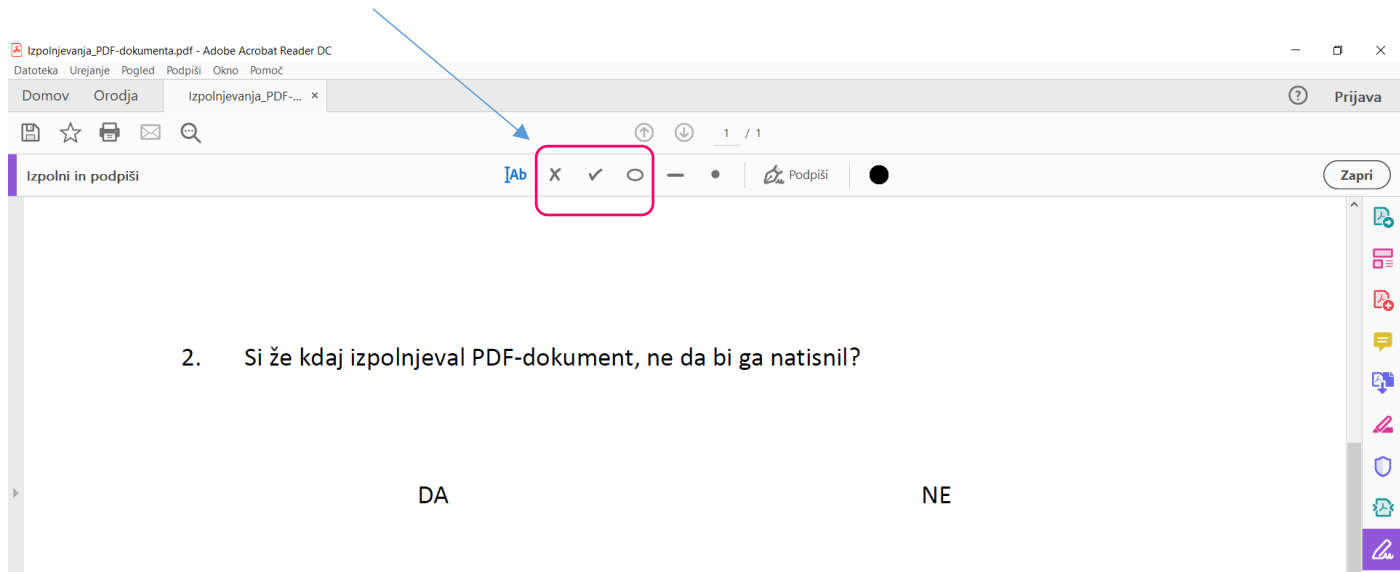 Izpolnjevanja_PDF-dokumenta.pdf - Adobe Acrobat Reader DC
Datoteka Urejanje Pogled Podpiši Okno Pomoč
Domov Orodja Izpolnjevanja_PDF-... × ? Prijava
1 / 1
Izpolni in podpiši Ab Podpiši Zapri
2. Si že kdaj izpolnjeval PDF-dokument, ne da bi ga natisnil?
DA NE